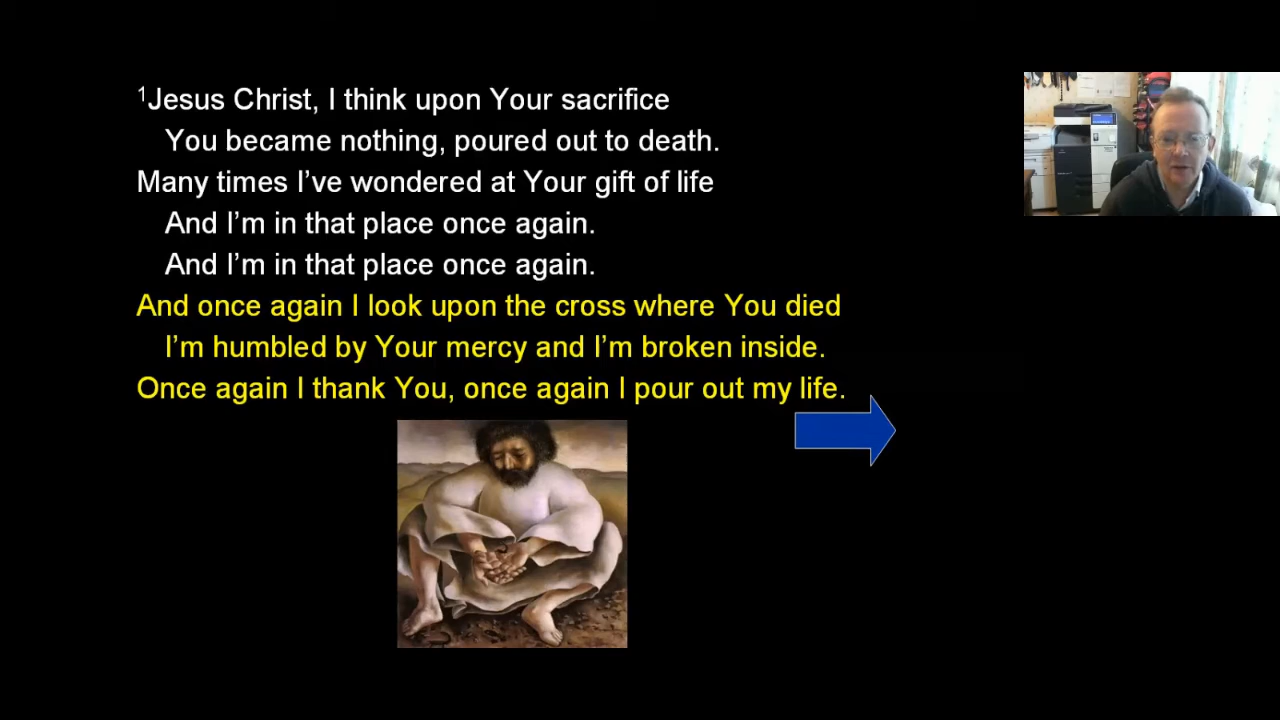 ¹Jesus Christ, I think upon Your sacrifice
You became nothing, poured out to death.
Many times I’ve wondered at Your gift of life
And I’m in that place once again.
And I’m in that place once again.
And once again I look upon the cross where You died
I’m humbled by Your mercy and I’m broken inside.
Once again I thank You, once again I pour out my life.